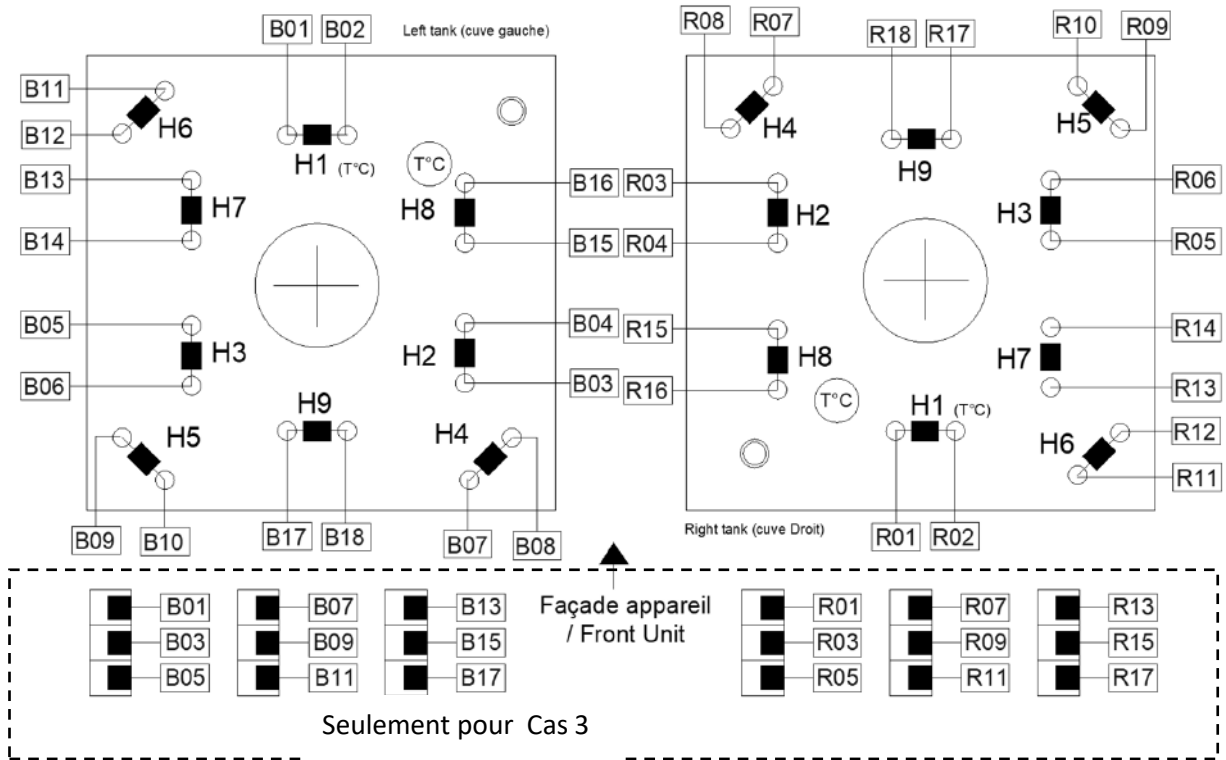 B01 B02 Left tank (cuve gauche)
B11
B12
H6
H1 (T°C)
T°C
B13
B14
H7
H8
B16
B15
B05
B06
H3
H2
B04
B03
H9
H5
H4
B09 B10 B17 B18 B07 B08
R08 R07 R18 R17 R10 R09
H4
H9
H5
R03
R04
H2
H3
R06
R05
R15
R16
H8
H7
R14
R13
T°C
H1 (T°C)
H6
R12
R11
Right tank (cuve Droit)
R01 R02
B01 B07 B13
B03 B09 B15
B05 B11 B17
Façade appareil
/ Front Unit
R01 R07 R13
R03 R09 R15
R05 R11 R17
Seulement pour Cas 3